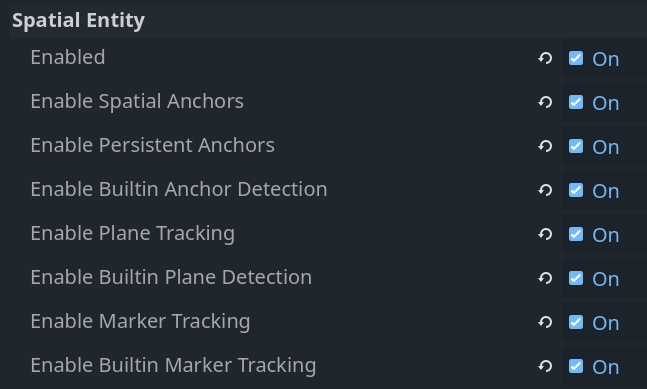 Spatial Entity
Enabled On
Enable Spatial Anchors On
Enable Persistent Anchors On
Enable Builtin Anchor Detection On
Enable Plane Tracking On
Enable Builtin Plane Detection On
Enable Marker Tracking On
Enable Builtin Marker Tracking On